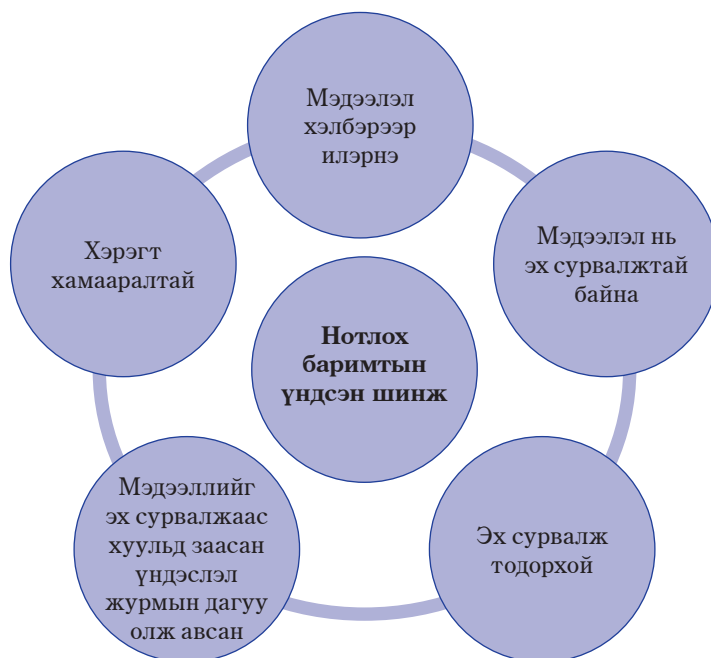 Мэдээлэл
хэлбэрээр
илэрнэ
Мэдээлэл нь
эх сурвалжтай
байна
Хэрэгт
хамааралтай
Нотлох
баримтын
үндсэн шинж
Мэдээллийг
эх сурвалжаас
хуульд заасан
үндэслэл
журмын дагуу
олж авсан
Эх сурвалж
тодорхой